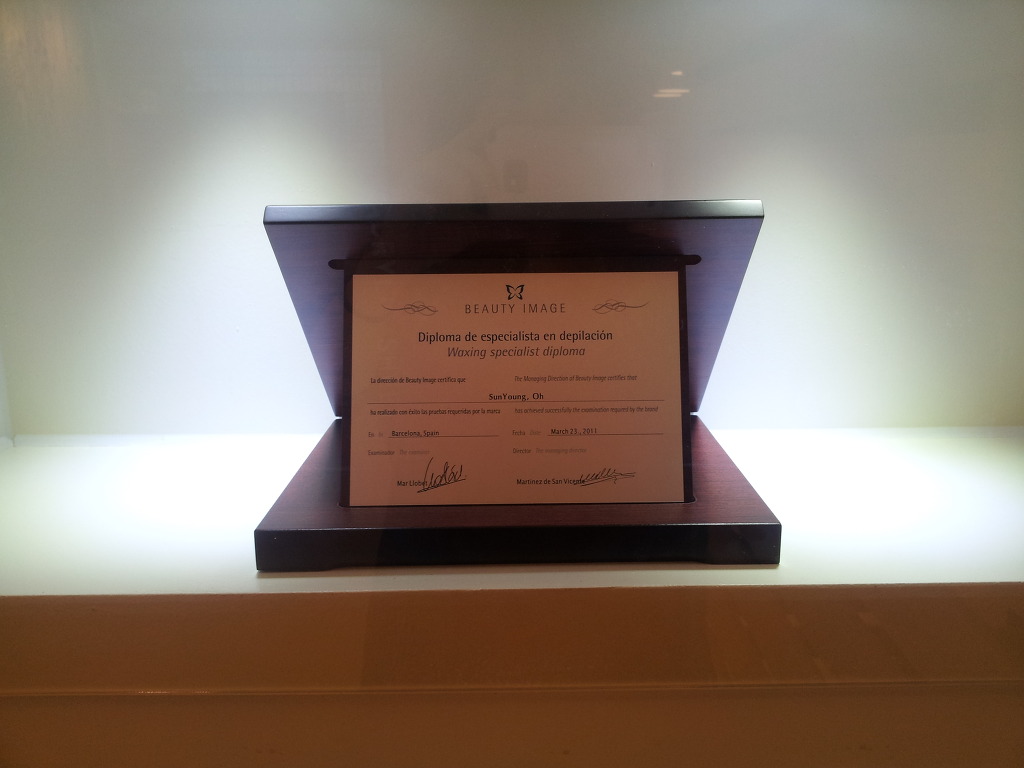 BEAUTY IMAGE
Diploma de especialista en depilación
Waxing specialist diploma
La dirección de Beauty Image certifica que The Managing Direction of Beauty Image certifies that
SunYoung, Oh
ha realizado con éxito las pruebas requeridas por la marca has achieved successfully the examination required by the brand
En In Barcelona, Spain Fecha Date March 23., 2011
Examinador The examiner Director The managing director
Mar Llobet Martinez de San Vicente